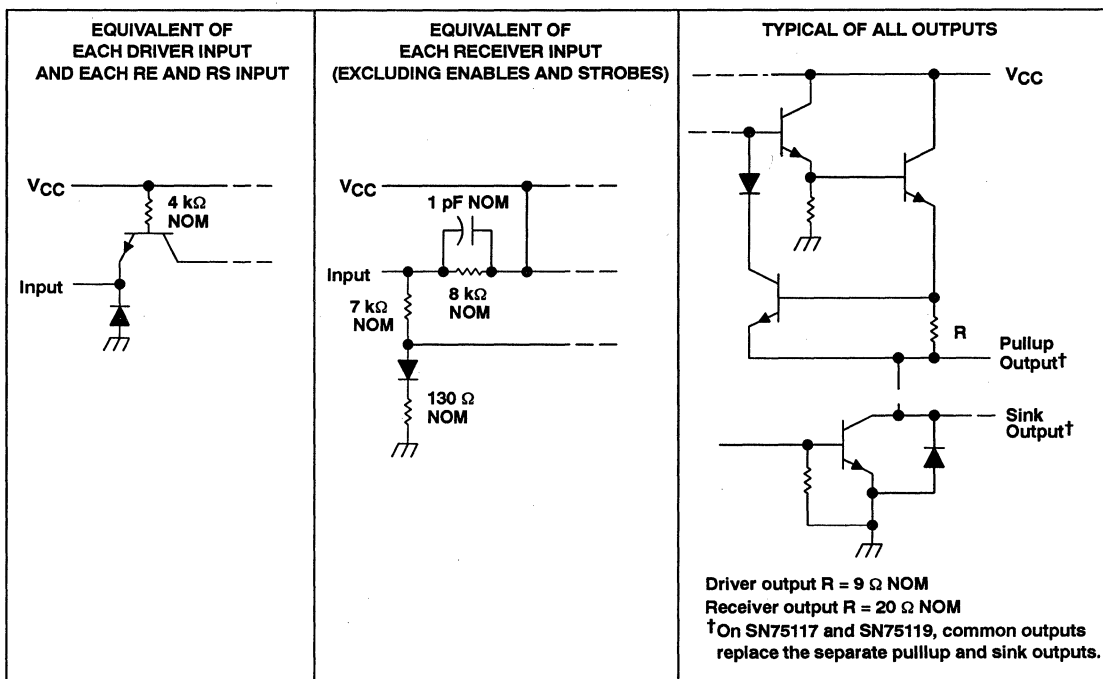 EQUIVALENT OF
EACH DRIVER INPUT
AND EACH RE AND RS INPUT
VCC
4 kΩ
NOM
Input
EQUIVALENT OF
EACH RECEIVER INPUT
(EXCLUDING ENABLES AND STROBES)
VCC
1 pF NOM
Input
8 kΩ
NOM
7 kΩ
NOM
130 Ω
NOM
TYPICAL OF ALL OUTPUTS
VCC
R
Pullup
Output†
Sink
Output†
Driver output R = 9 Ω NOM
Receiver output R = 20 Ω NOM
†On SN75117 and SN75119, common outputs
replace the separate pulllup and sink outputs.